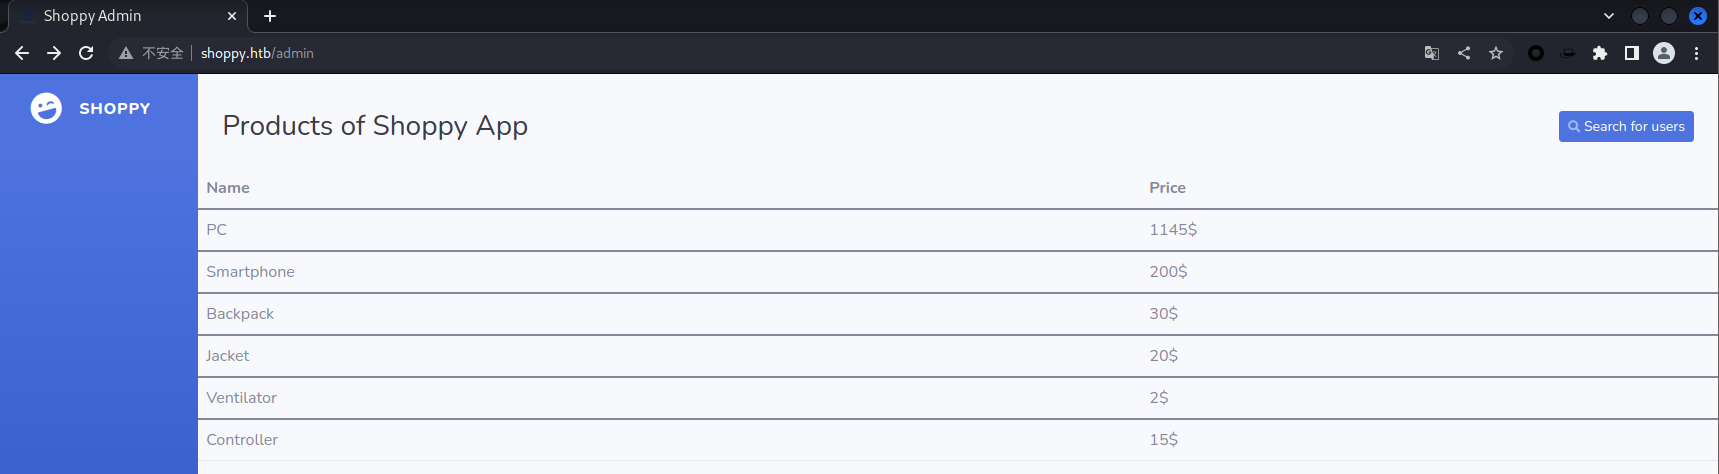 Shoppy Admin
不安全 shoppy.htb/admin
SHOPPY
Products of Shoppy App
Search for users
Name Price
PC 1145$
Smartphone 200$
Backpack 30$
Jacket 20$
Ventilator 2$
Controller 15$